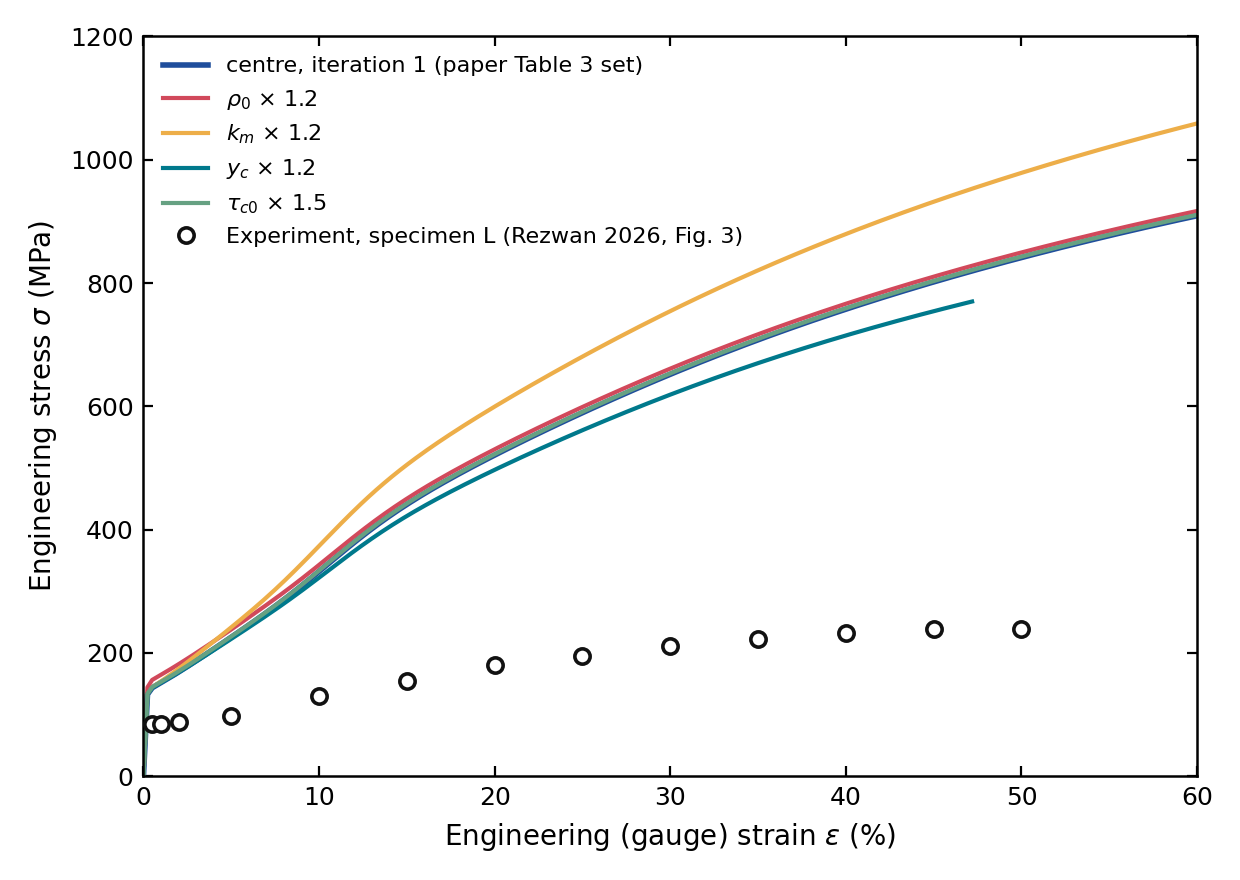 1200
1000
800
600
400
200
0
Engineering stress σ (MPa)
centre, iteration 1 (paper Table 3 set)
ρ₀ × 1.2
kₘ × 1.2
y_c × 1.2
τ_c0 × 1.5
Experiment, specimen L (Rezwan 2026, Fig. 3)
0 10 20 30 40 50 60
Engineering (gauge) strain ε (%)